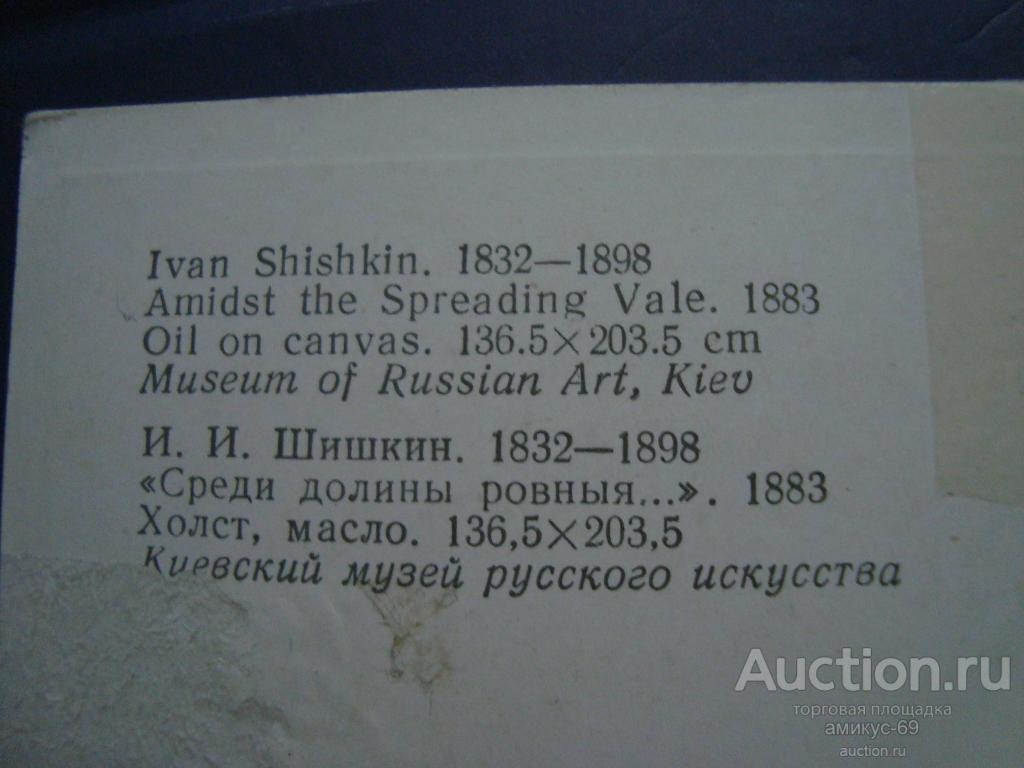 Ivan Shishkin. 1832—1898
Amidst the Spreading Vale. 1883
Oil on canvas. 136.5×203.5 cm
Museum of Russian Art, Kiev
И. И. Шишкин. 1832—1898
«Среди долины ровныя...». 1883
Холст, масло. 136,5×203,5
Киевский музей русского искусства
Auction.ru
торговая площадка
амикус-69
auction.ru